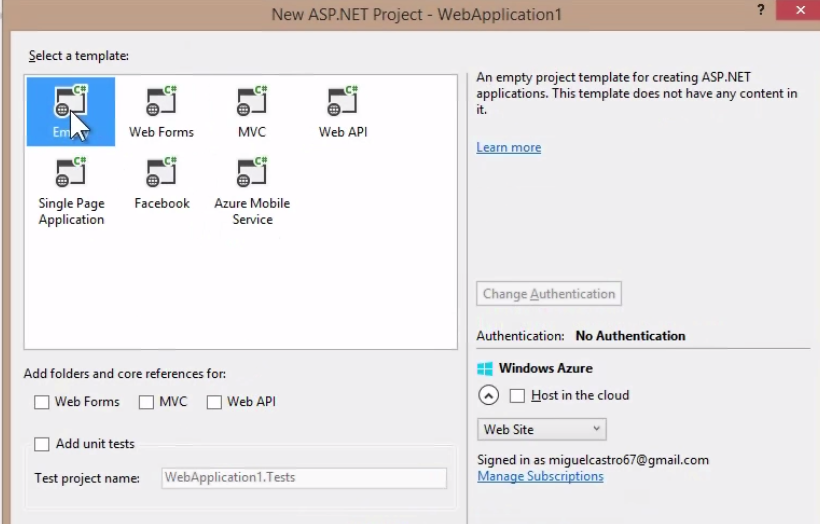 New ASP.NET Project - WebApplication1
?
Select a template:
C#
C#
C#
C#
Web Forms
MVC
Web API
C#
C#
C#
Single Page
Application
Facebook
Azure Mobile
Service
An empty project template for creating ASP.NET
applications. This template does not have any content in
it.
Learn more
Change Authentication
Authentication: No Authentication
Add folders and core references for:
Web Forms
MVC
Web API
Add unit tests
Test project name:
WebApplication1.Tests
Windows Azure
Host in the cloud
Web Site
Signed in as miguelcastro67@gmail.com
Manage Subscriptions